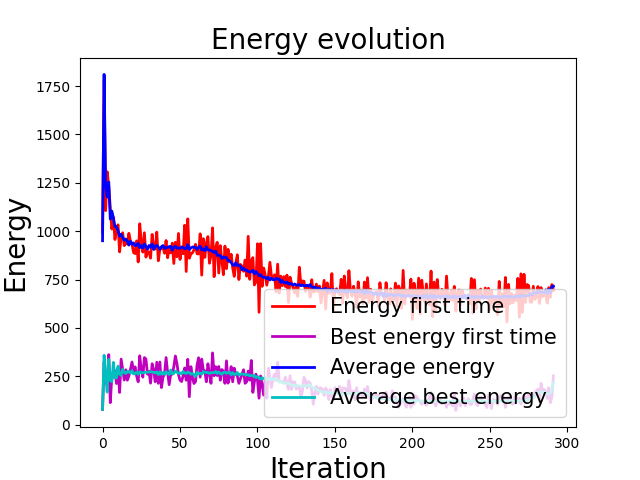 Energy evolution
1750
1500
1250
1000
750
500
250
0
Energy
Energy first time
Best energy first time
Average energy
Average best energy
0 50 100 150 200 250 300
Iteration